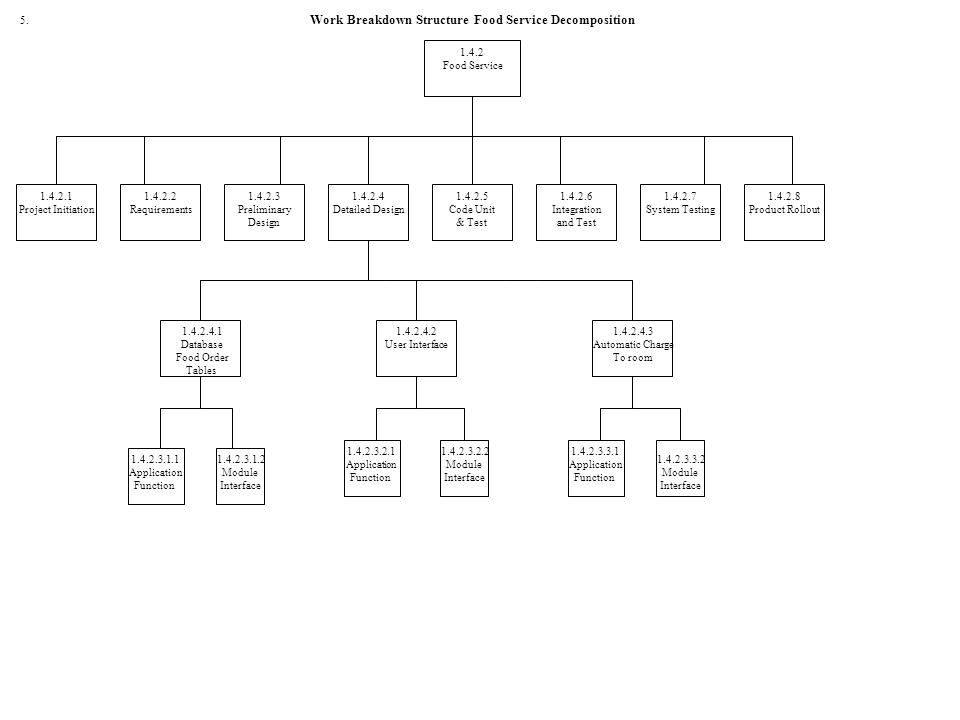 5.
Work Breakdown Structure Food Service Decomposition
1.4.2
Food Service
1.4.2.1
Project Initiation
1.4.2.2
Requirements
1.4.2.3
Preliminary
Design
1.4.2.4
Detailed Design
1.4.2.5
Code Unit
& Test
1.4.2.6
Integration
and Test
1.4.2.7
System Testing
1.4.2.8
Product Rollout
1.4.2.4.1
Database
Food Order
Tables
1.4.2.4.2
User Interface
1.4.2.4.3
Automatic Charge
To room
1.4.2.3.1.1
Application
Function
1.4.2.3.1.2
Module
Interface
1.4.2.3.2.1
Application
Function
1.4.2.3.2.2
Module
Interface
1.4.2.3.3.1
Application
Function
1.4.2.3.3.2
Module
Interface